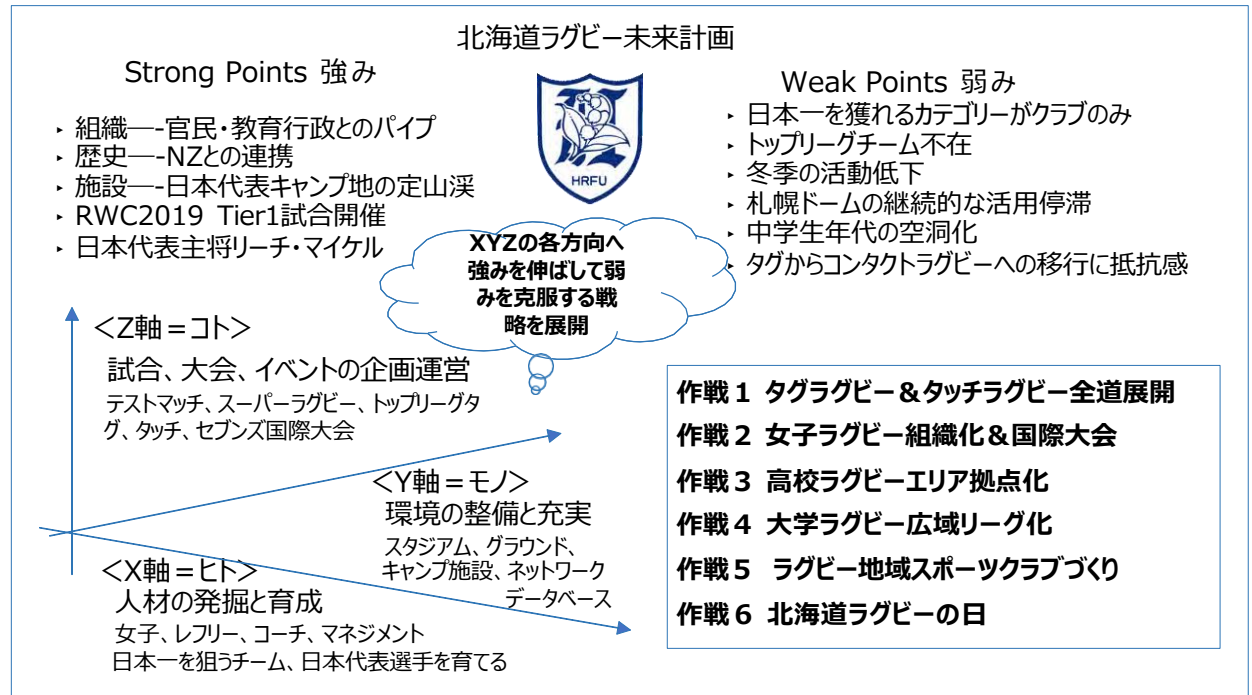 北海道ラグビー未来計画
Strong Points 強み
‣ 組織―-官民・教育行政とのパイプ
‣ 歴史―-NZとの連携
‣ 施設―-日本代表キャンプ地の定山渓
‣ RWC2019 Tier1試合開催
‣ 日本代表主将リーチ・マイケル
HRFU
Weak Points 弱み
‣ 日本一を獲れるカテゴリーがクラブのみ
‣ トップリーグチーム不在
‣ 冬季の活動低下
‣ 札幌ドームの継続的な活用停滞
‣ 中学生年代の空洞化
‣ タグからコンタクトラグビーへの移行に抵抗感
XYZの各方向へ
強みを伸ばして弱
みを克服する戦
略を展開
＜Z軸＝コト＞
試合、大会、イベントの企画運営
テストマッチ、スーパーラグビー、トップリーグタ
グ、タッチ、セブンズ国際大会
＜Y軸＝モノ＞
環境の整備と充実
スタジアム、グラウンド、
キャンプ施設、ネットワーク
データベース
＜X軸＝ヒト＞
人材の発掘と育成
女子、レフリー、コーチ、マネジメント
日本一を狙うチーム、日本代表選手を育てる
作戦１ タグラグビー＆タッチラグビー全道展開
作戦２ 女子ラグビー組織化＆国際大会
作戦３ 高校ラグビーエリア拠点化
作戦４ 大学ラグビー広域リーグ化
作戦５ ラグビー地域スポーツクラブづくり
作戦６ 北海道ラグビーの日